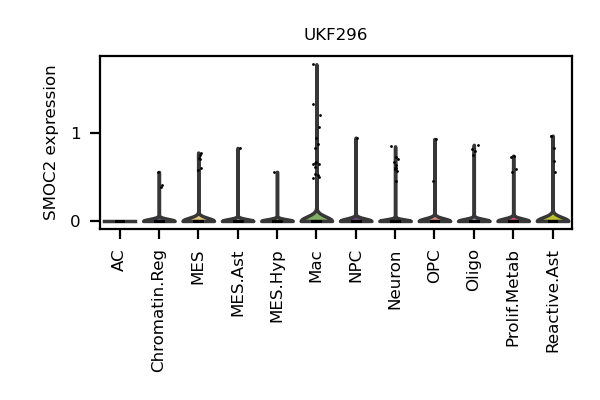 UKF296
SMOC2 expression
1
0
AC
Chromatin.Reg
MES
MES.Ast
MES.Hyp
Mac
NPC
Neuron
OPC
Oligo
Prolif.Metab
Reactive.Ast